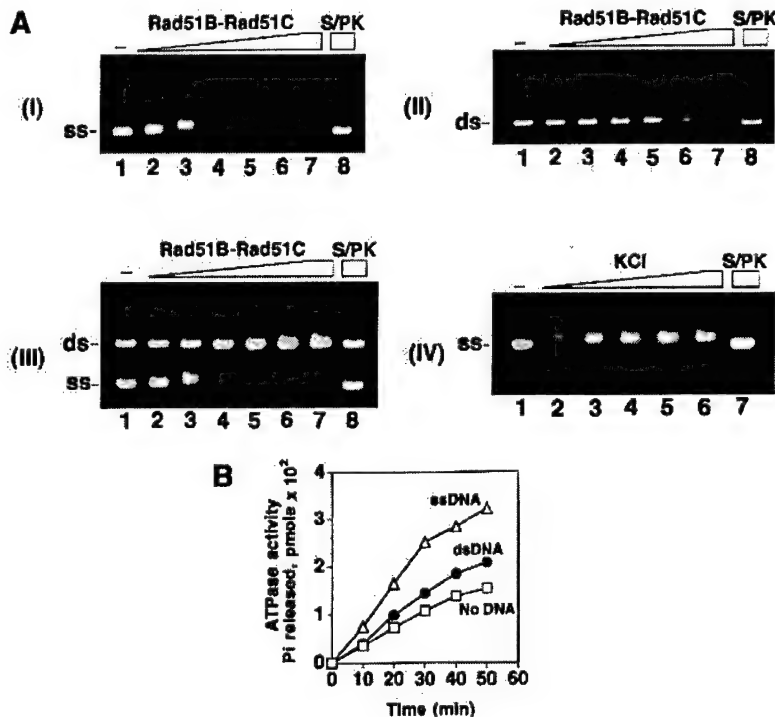 A
Rad51B-Rad51C S/PK
–
(I)
ss-
1 2 3 4 5 6 7 8
Rad51B-Rad51C S/PK
–
(II)
ds-
1 2 3 4 5 6 7 8
Rad51B-Rad51C S/PK
–
(III)
ds-
ss-
1 2 3 4 5 6 7 8
KCl S/PK
–
(IV)
ss-
1 2 3 4 5 6 7
B
ATPase activity
Pi released, pmole x 10²
4
3
2
1
0
ssDNA
dsDNA
No DNA
0 10 20 30 40 50 60
Time (min)